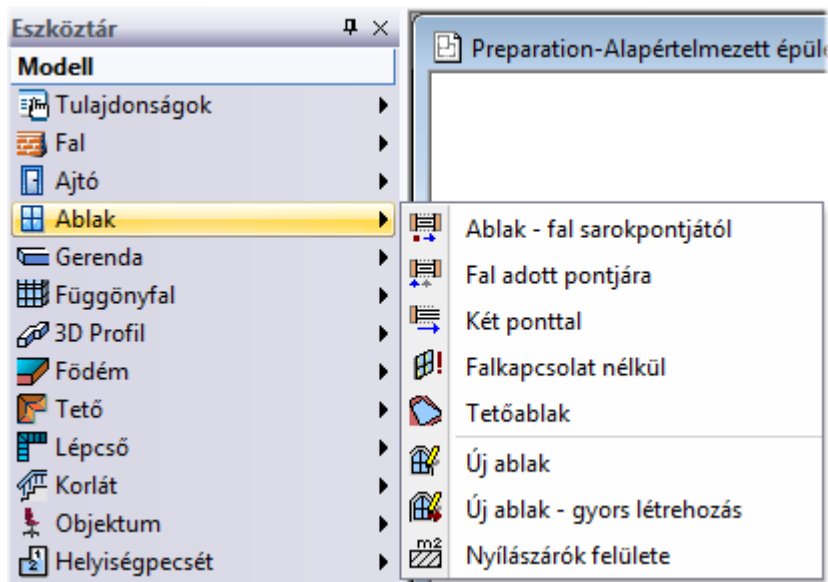 Eszköztár
Modell
Tulajdonságok
Fal
Ajtó
Ablak
Gerenda
Függönyfal
3D Profil
Födém
Tető
Lépcső
Korlát
Objektum
Helyiségpecsét
Preparation-Alapértelmezett épül
Ablak - fal sarokpontjától
Fal adott pontjára
Két ponttal
Falkapcsolat nélkül
Tetőablak
Új ablak
Új ablak - gyors létrehozás
m2
Nyílászárók felülete